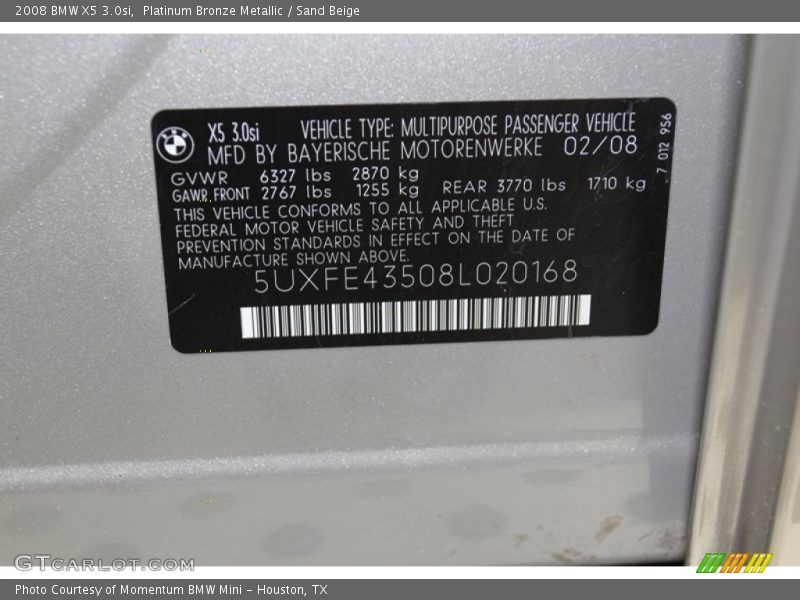 2008 BMW X5 3.0si, Platinum Bronze Metallic / Sand Beige
X5 3.0si VEHICLE TYPE: MULTIPURPOSE PASSENGER VEHICLE
MFD BY BAYERISCHE MOTORENWERKE 02/08
GVWR 6327 lbs 2870 kg
GAWR FRONT 2767 lbs 1255 kg REAR 3770 lbs 1710 kg
THIS VEHICLE CONFORMS TO ALL APPLICABLE U.S.
FEDERAL MOTOR VEHICLE SAFETY AND THEFT
PREVENTION STANDARDS IN EFFECT ON THE DATE OF
MANUFACTURE SHOWN ABOVE.
5UXFE43508L020168
7 012 956
GTCARLOT.COM
Photo Courtesy of Momentum BMW Mini - Houston, TX